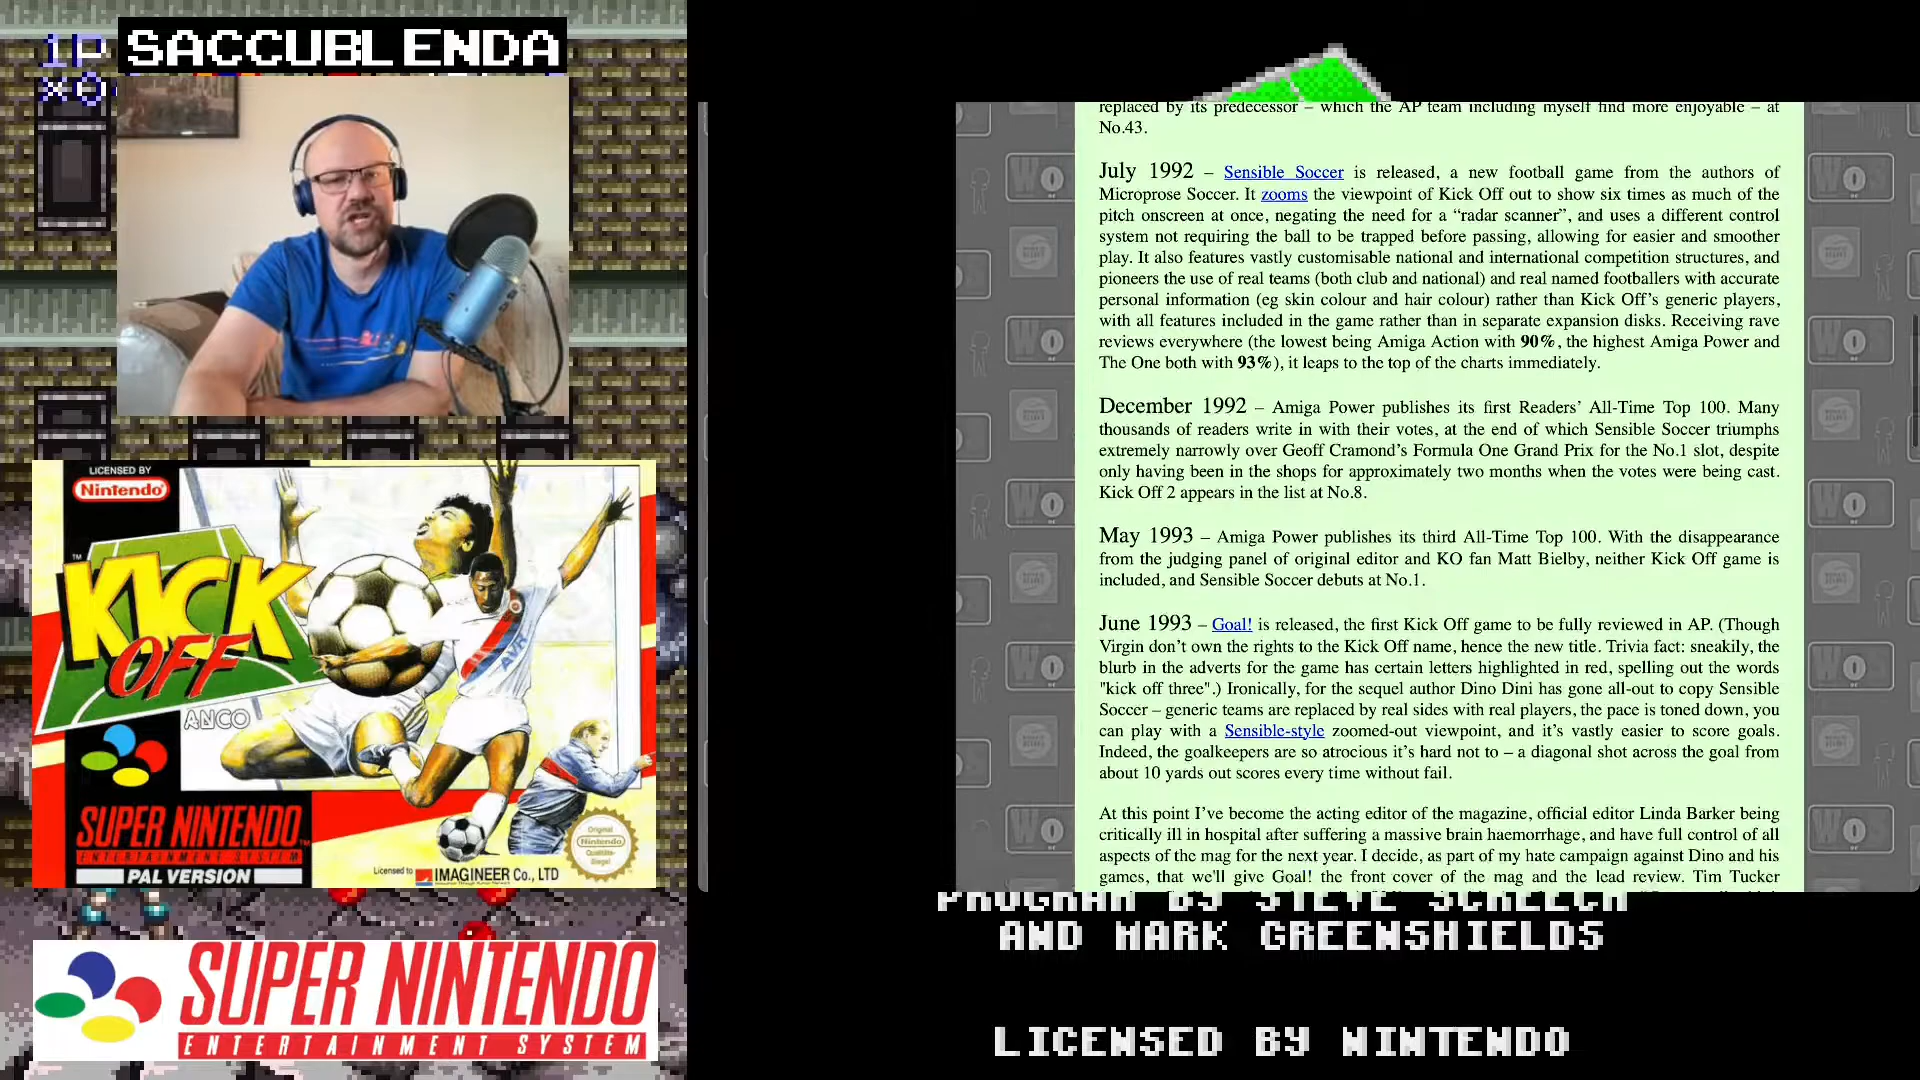 1P
SACCUBLENDA
×0
LICENSED BY
Nintendo
KICK
OFF
TM
ANCO
SUPER NINTENDO
ENTERTAINMENT SYSTEM
PAL VERSION
Licensed to IMAGINEER Co., LTD
Original
Nintendo
SUPER NINTENDO
ENTERTAINMENT SYSTEM
replaced by its predecessor – which the AP team including myself find more enjoyable – at
No.43.
July 1992 – Sensible Soccer is released, a new football game from the authors of
Microprose Soccer. It zooms the viewpoint of Kick Off out to show six times as much of the
pitch onscreen at once, negating the need for a “radar scanner”, and uses a different control
system not requiring the ball to be trapped before passing, allowing for easier and smoother
play. It also features vastly customisable national and international competition structures, and
pioneers the use of real teams (both club and national) and real named footballers with accurate
personal information (eg skin colour and hair colour) rather than Kick Off’s generic players,
with all features included in the game rather than in separate expansion disks. Receiving rave
reviews everywhere (the lowest being Amiga Action with 90%, the highest Amiga Power and
The One both with 93%), it leaps to the top of the charts immediately.
December 1992 – Amiga Power publishes its first Readers’ All-Time Top 100. Many
thousands of readers write in with their votes, at the end of which Sensible Soccer triumphs
extremely narrowly over Geoff Cramond’s Formula One Grand Prix for the No.1 slot, despite
only having been in the shops for approximately two months when the votes were being cast.
Kick Off 2 appears in the list at No.8.
May 1993 – Amiga Power publishes its third All-Time Top 100. With the disappearance
from the judging panel of original editor and KO fan Matt Bielby, neither Kick Off game is
included, and Sensible Soccer debuts at No.1.
June 1993 – Goal! is released, the first Kick Off game to be fully reviewed in AP. (Though
Virgin don’t own the rights to the Kick Off name, hence the new title. Trivia fact: sneakily, the
blurb in the adverts for the game has certain letters highlighted in red, spelling out the words
"kick off three".) Ironically, for the sequel author Dino Dini has gone all-out to copy Sensible
Soccer – generic teams are replaced by real sides with real players, the pace is toned down, you
can play with a Sensible-style zoomed-out viewpoint, and it’s vastly easier to score goals.
Indeed, the goalkeepers are so atrocious it’s hard not to – a diagonal shot across the goal from
about 10 yards out scores every time without fail.
At this point I’ve become the acting editor of the magazine, official editor Linda Barker being
critically ill in hospital after suffering a massive brain haemorrhage, and have full control of all
aspects of the mag for the next year. I decide, as part of my hate campaign against Dino and his
games, that we'll give Goal! the front cover of the mag and the lead review. Tim Tucker
PROGRAM BY STEVE SCREECH
AND MARK GREENSHIELDS
LICENSED BY NINTENDO